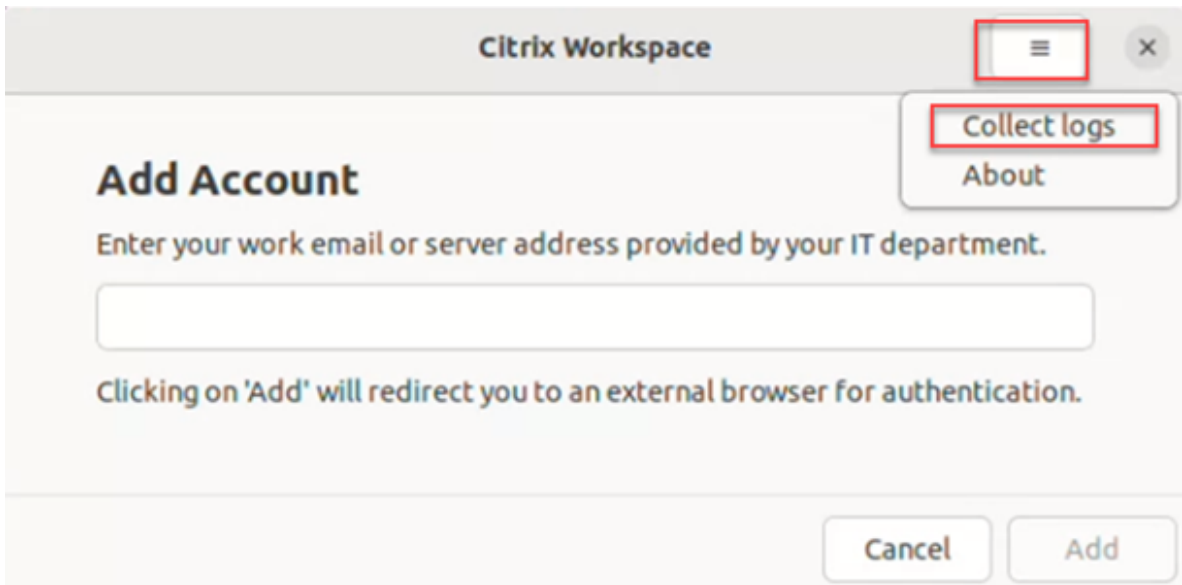 Citrix Workspace
Collect logs
About
Add Account
Enter your work email or server address provided by your IT department.
Clicking on 'Add' will redirect you to an external browser for authentication.
Cancel
Add